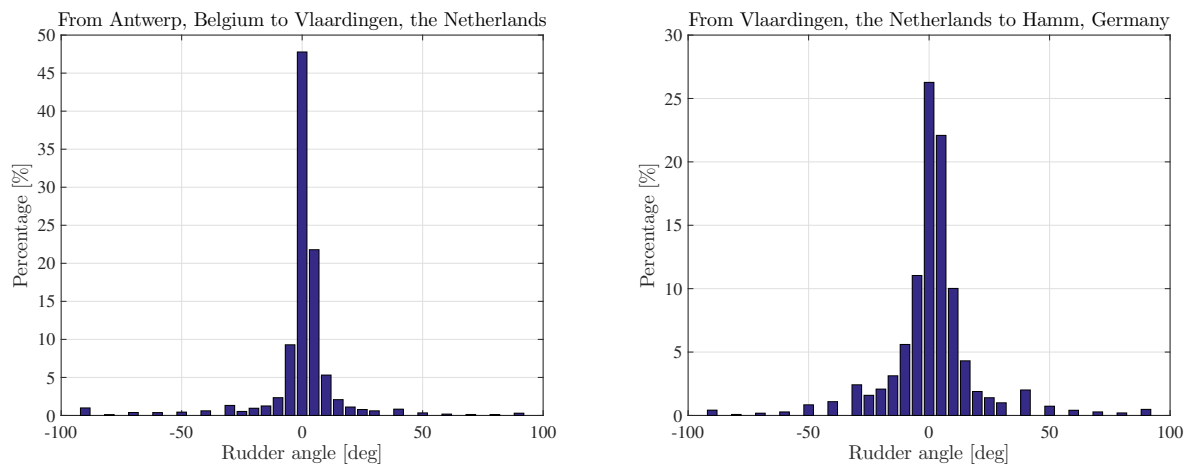 From Antwerp, Belgium to Vlaardingen, the Netherlands
50
45
40
35
30
25
20
15
10
5
0
Percentage [%]
-100 -50 0 50 100
Rudder angle [deg]
From Vlaardingen, the Netherlands to Hamm, Germany
30
25
20
15
10
5
0
Percentage [%]
-100 -50 0 50 100
Rudder angle [deg]